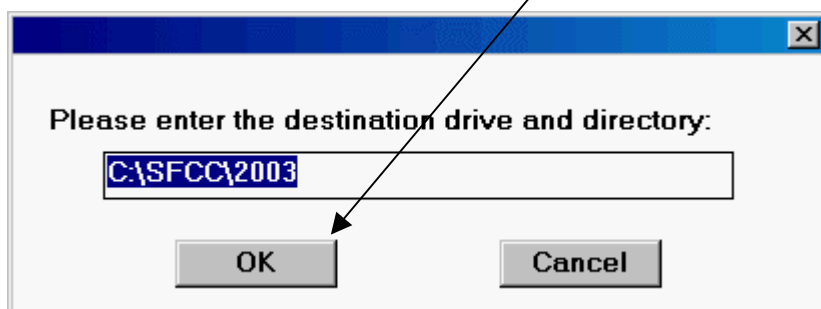 Please enter the destination drive and directory:
C:\SFCC\2003
OK Cancel